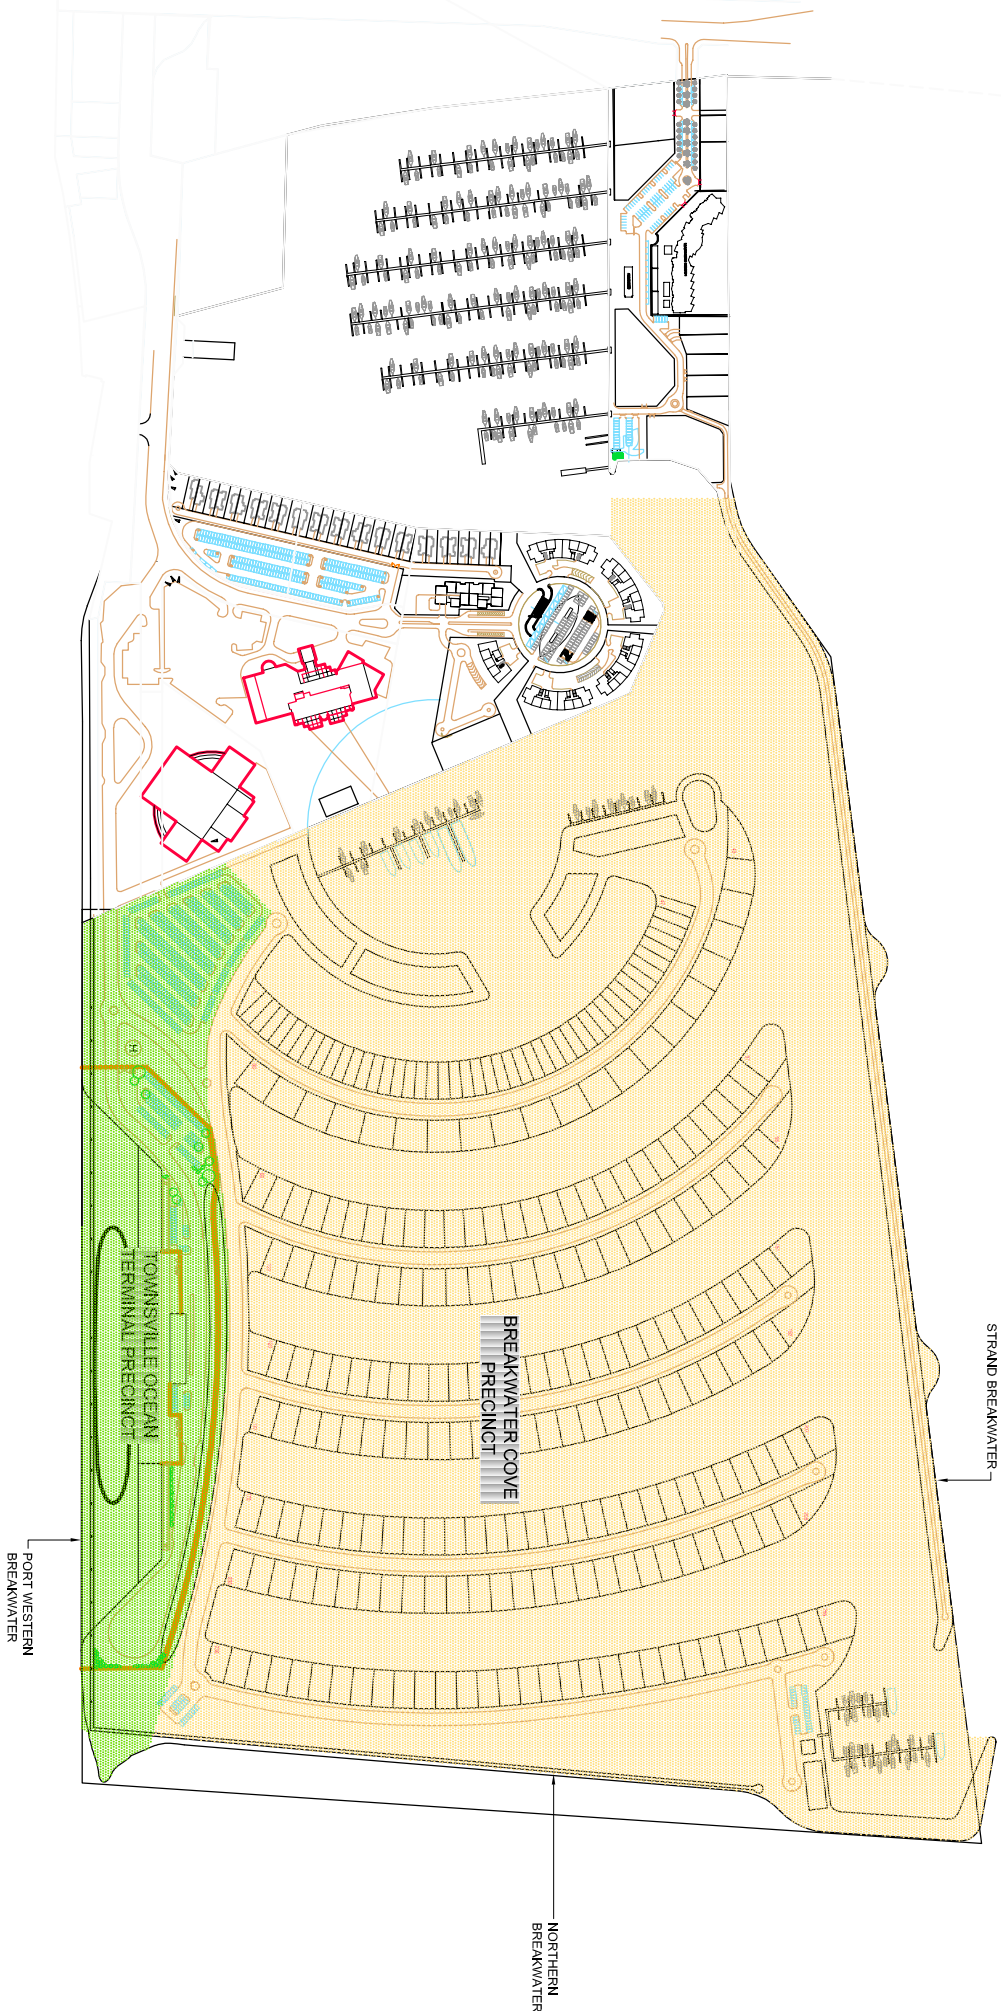 STRAND BREAKWATER
BREAKWATER COVE
PRECINCT
TOWNSVILLE OCEAN
TERMINAL PRECINCT
H
PORT WESTERN
BREAKWATER
NORTHERN
BREAKWATER